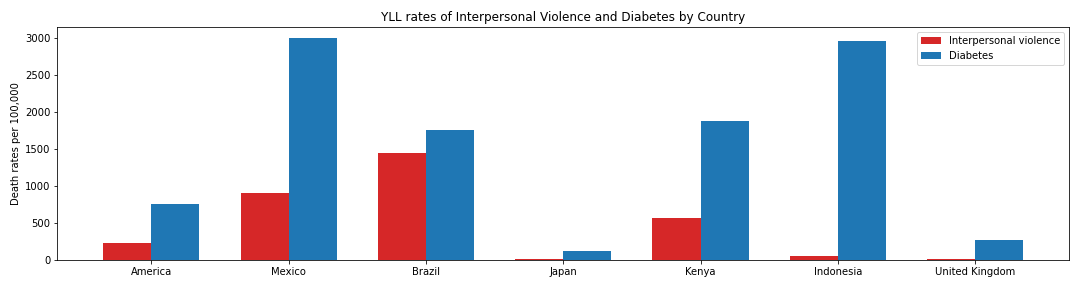 YLL rates of Interpersonal Violence and Diabetes by Country
Interpersonal violence
Diabetes
Death rates per 100,000
3000
2500
2000
1500
1000
500
0
America
Mexico
Brazil
Japan
Kenya
Indonesia
United Kingdom